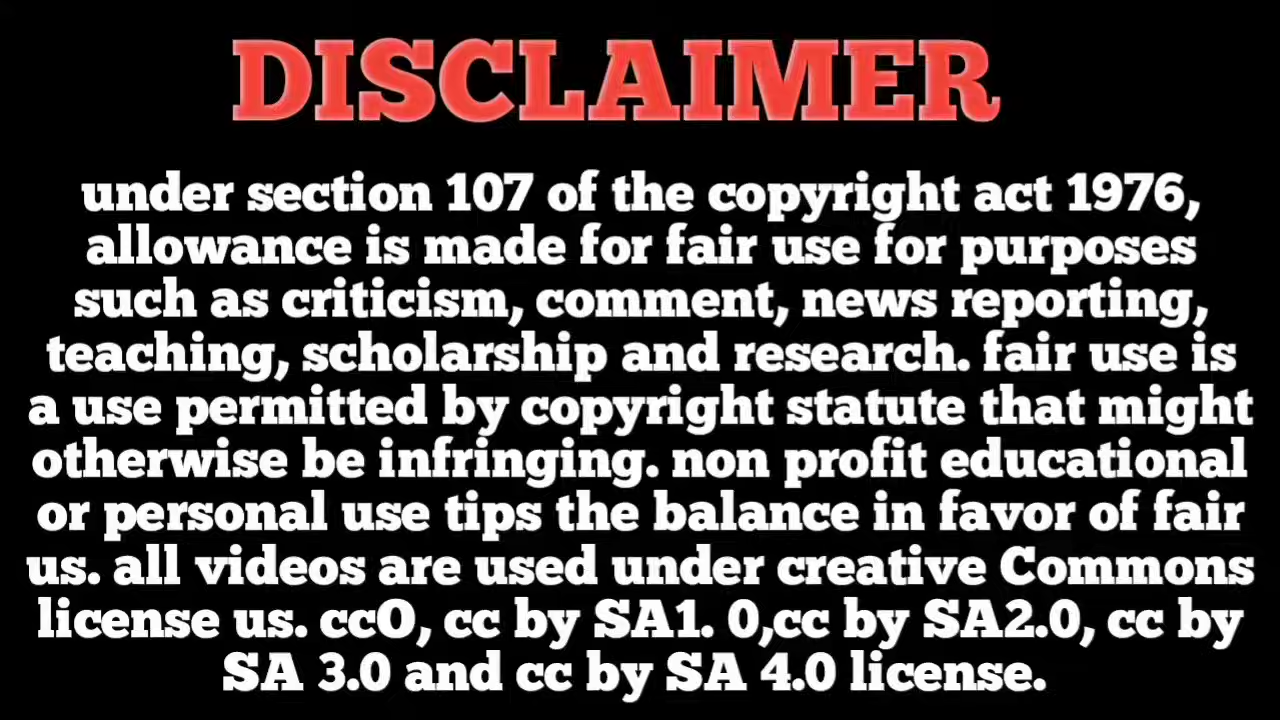 DISCLAIMER
under section 107 of the copyright act 1976,
allowance is made for fair use for purposes
such as criticism, comment, news reporting,
teaching, scholarship and research. fair use is
a use permitted by copyright statute that might
otherwise be infringing. non profit educational
or personal use tips the balance in favor of fair
us. all videos are used under creative Commons
license us. ccO, cc by SA1. 0,cc by SA2.0, cc by
SA 3.0 and cc by SA 4.0 license.